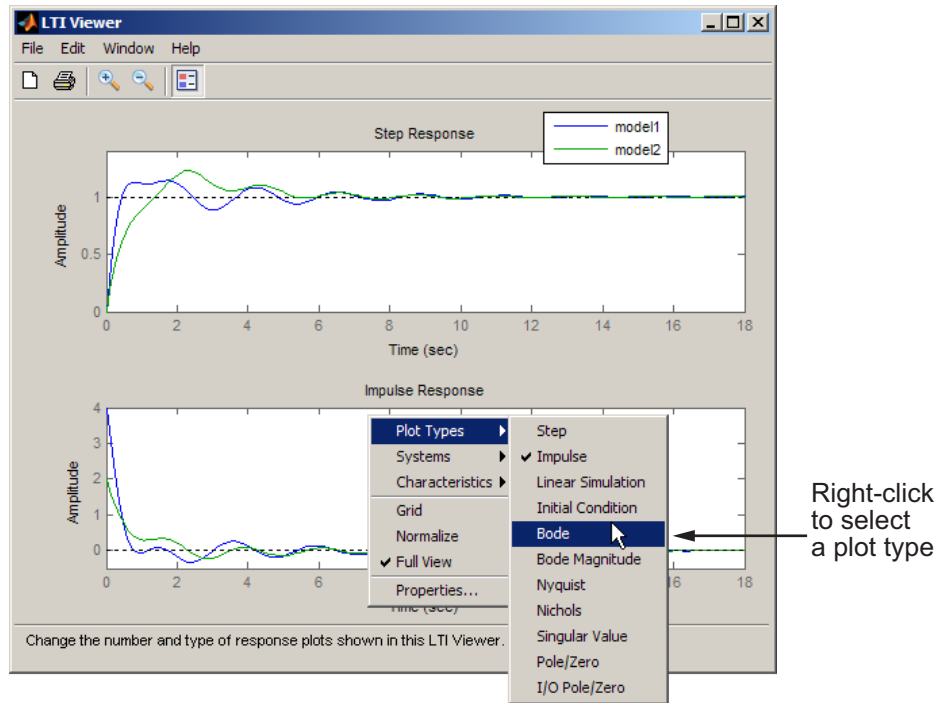 LTI Viewer
File Edit Window Help
Step Response
model1
model2
Amplitude
1
0.5
0
0 2 4 6 8 10 12 14 16 18
Time (sec)
Impulse Response
Amplitude
4
3
2
1
0
0 2 4 6 18
Time (sec)
Plot Types
Systems
Characteristics
Grid
Normalize
Full View
Properties...
Step
Impulse
Linear Simulation
Initial Condition
Bode
Bode Magnitude
Nyquist
Nichols
Singular Value
Pole/Zero
I/O Pole/Zero
Right-click
to select
a plot type
Change the number and type of response plots shown in this LTI Viewer.